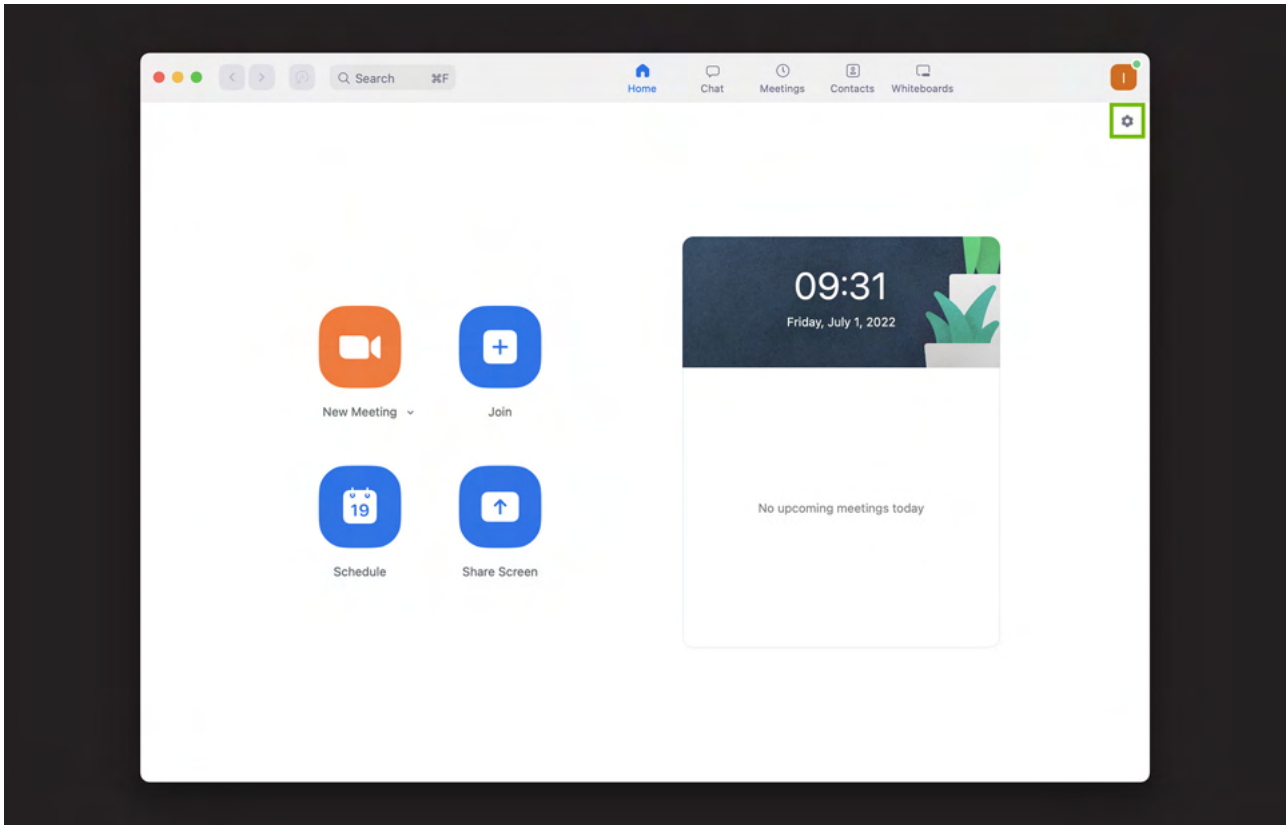 Search ⌘F
Home
Chat
Meetings
Contacts
Whiteboards
I
09:31
Friday, July 1, 2022
New Meeting
Join
19
Schedule
Share Screen
No upcoming meetings today